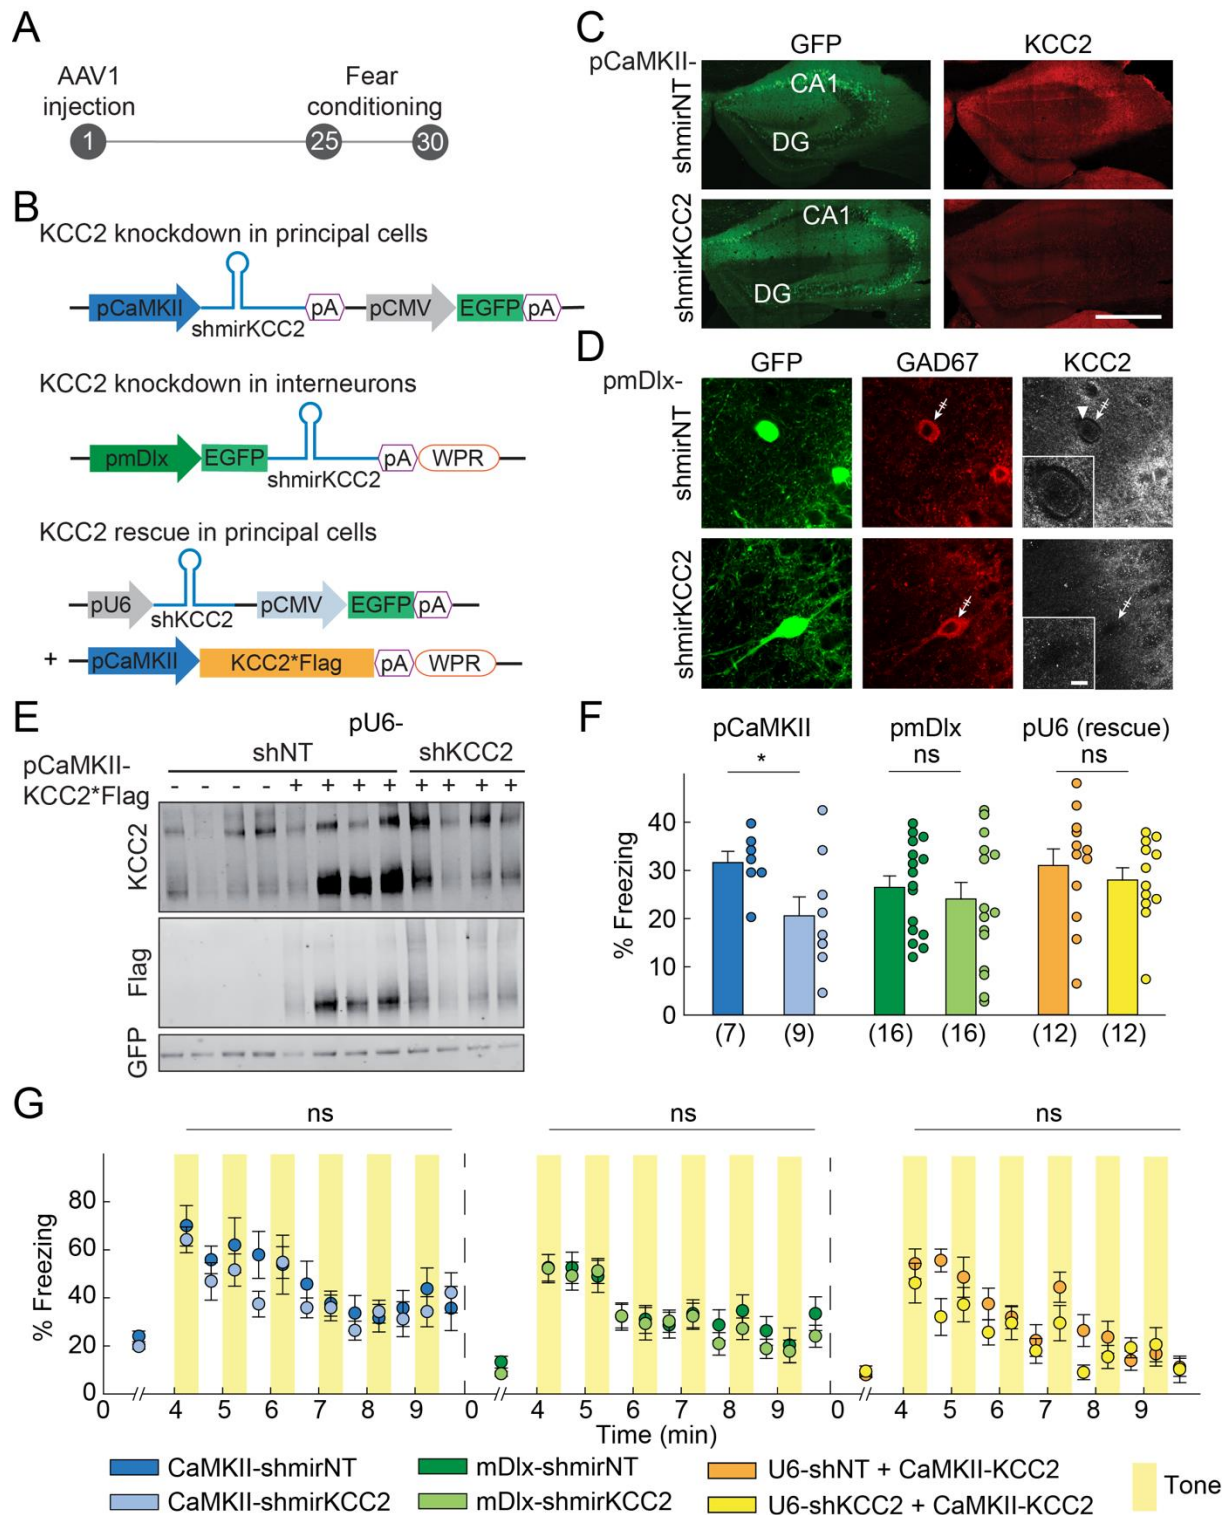 A
AAV1
injection
Fear
conditioning
1
25
30
B
KCC2 knockdown in principal cells
pCaMKII
shmirKCC2
pA
pCMV
EGFP
pA
KCC2 knockdown in interneurons
pmDlx
EGFP
shmirKCC2
pA
WPR
KCC2 rescue in principal cells
pU6
shKCC2
pCMV
EGFP
pA
+
pCaMKII
KCC2*Flag
pA
WPR
C
GFP
KCC2
pCaMKII-
shmirNT
CA1
DG
shmirKCC2
CA1
DG
D
GFP
GAD67
KCC2
pmDlx-
shmirNT
shmirKCC2
E
pU6-
shNT
shKCC2
pCaMKII-
KCC2*Flag
- - - - + + + + + + + +
KCC2
Flag
GFP
F
pCaMKII
pmDlx
pU6 (rescue)
*
ns
ns
% Freezing
40
30
20
10
0
(7) (9) (16) (16) (12) (12)
G
ns
ns
ns
% Freezing
80
60
40
20
0
0 4 5 6 7 8 9 0 4 5 6 7 8 9 0 4 5 6 7 8 9
Time (min)
CaMKII-shmirNT
CaMKII-shmirKCC2
mDlx-shmirNT
mDlx-shmirKCC2
U6-shNT + CaMKII-KCC2
U6-shKCC2 + CaMKII-KCC2
Tone